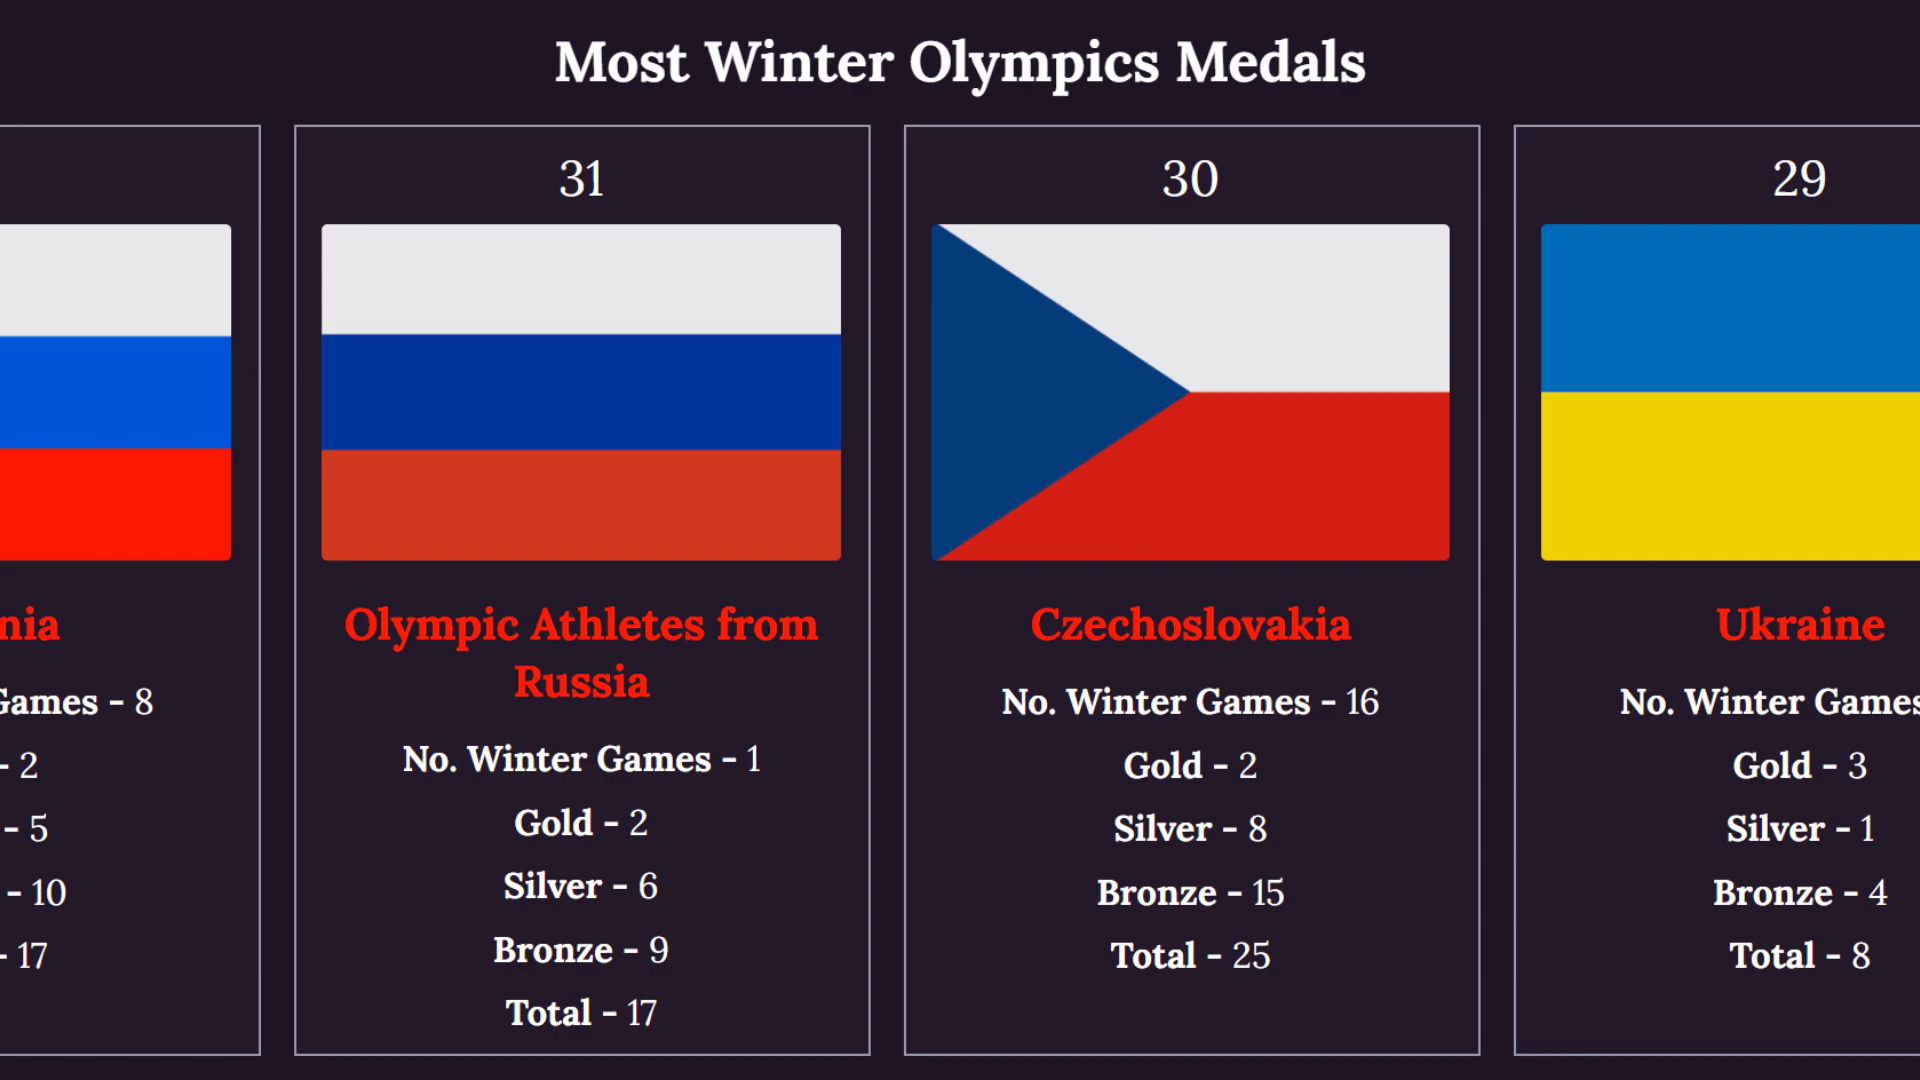 Most Winter Olympics Medals
nia
Games - 8
- 2
- 5
- 10
- 17
31
Olympic Athletes from
Russia
No. Winter Games - 1
Gold - 2
Silver - 6
Bronze - 9
Total - 17
30
Czechoslovakia
No. Winter Games - 16
Gold - 2
Silver - 8
Bronze - 15
Total - 25
29
Ukraine
No. Winter Games
Gold - 3
Silver - 1
Bronze - 4
Total - 8